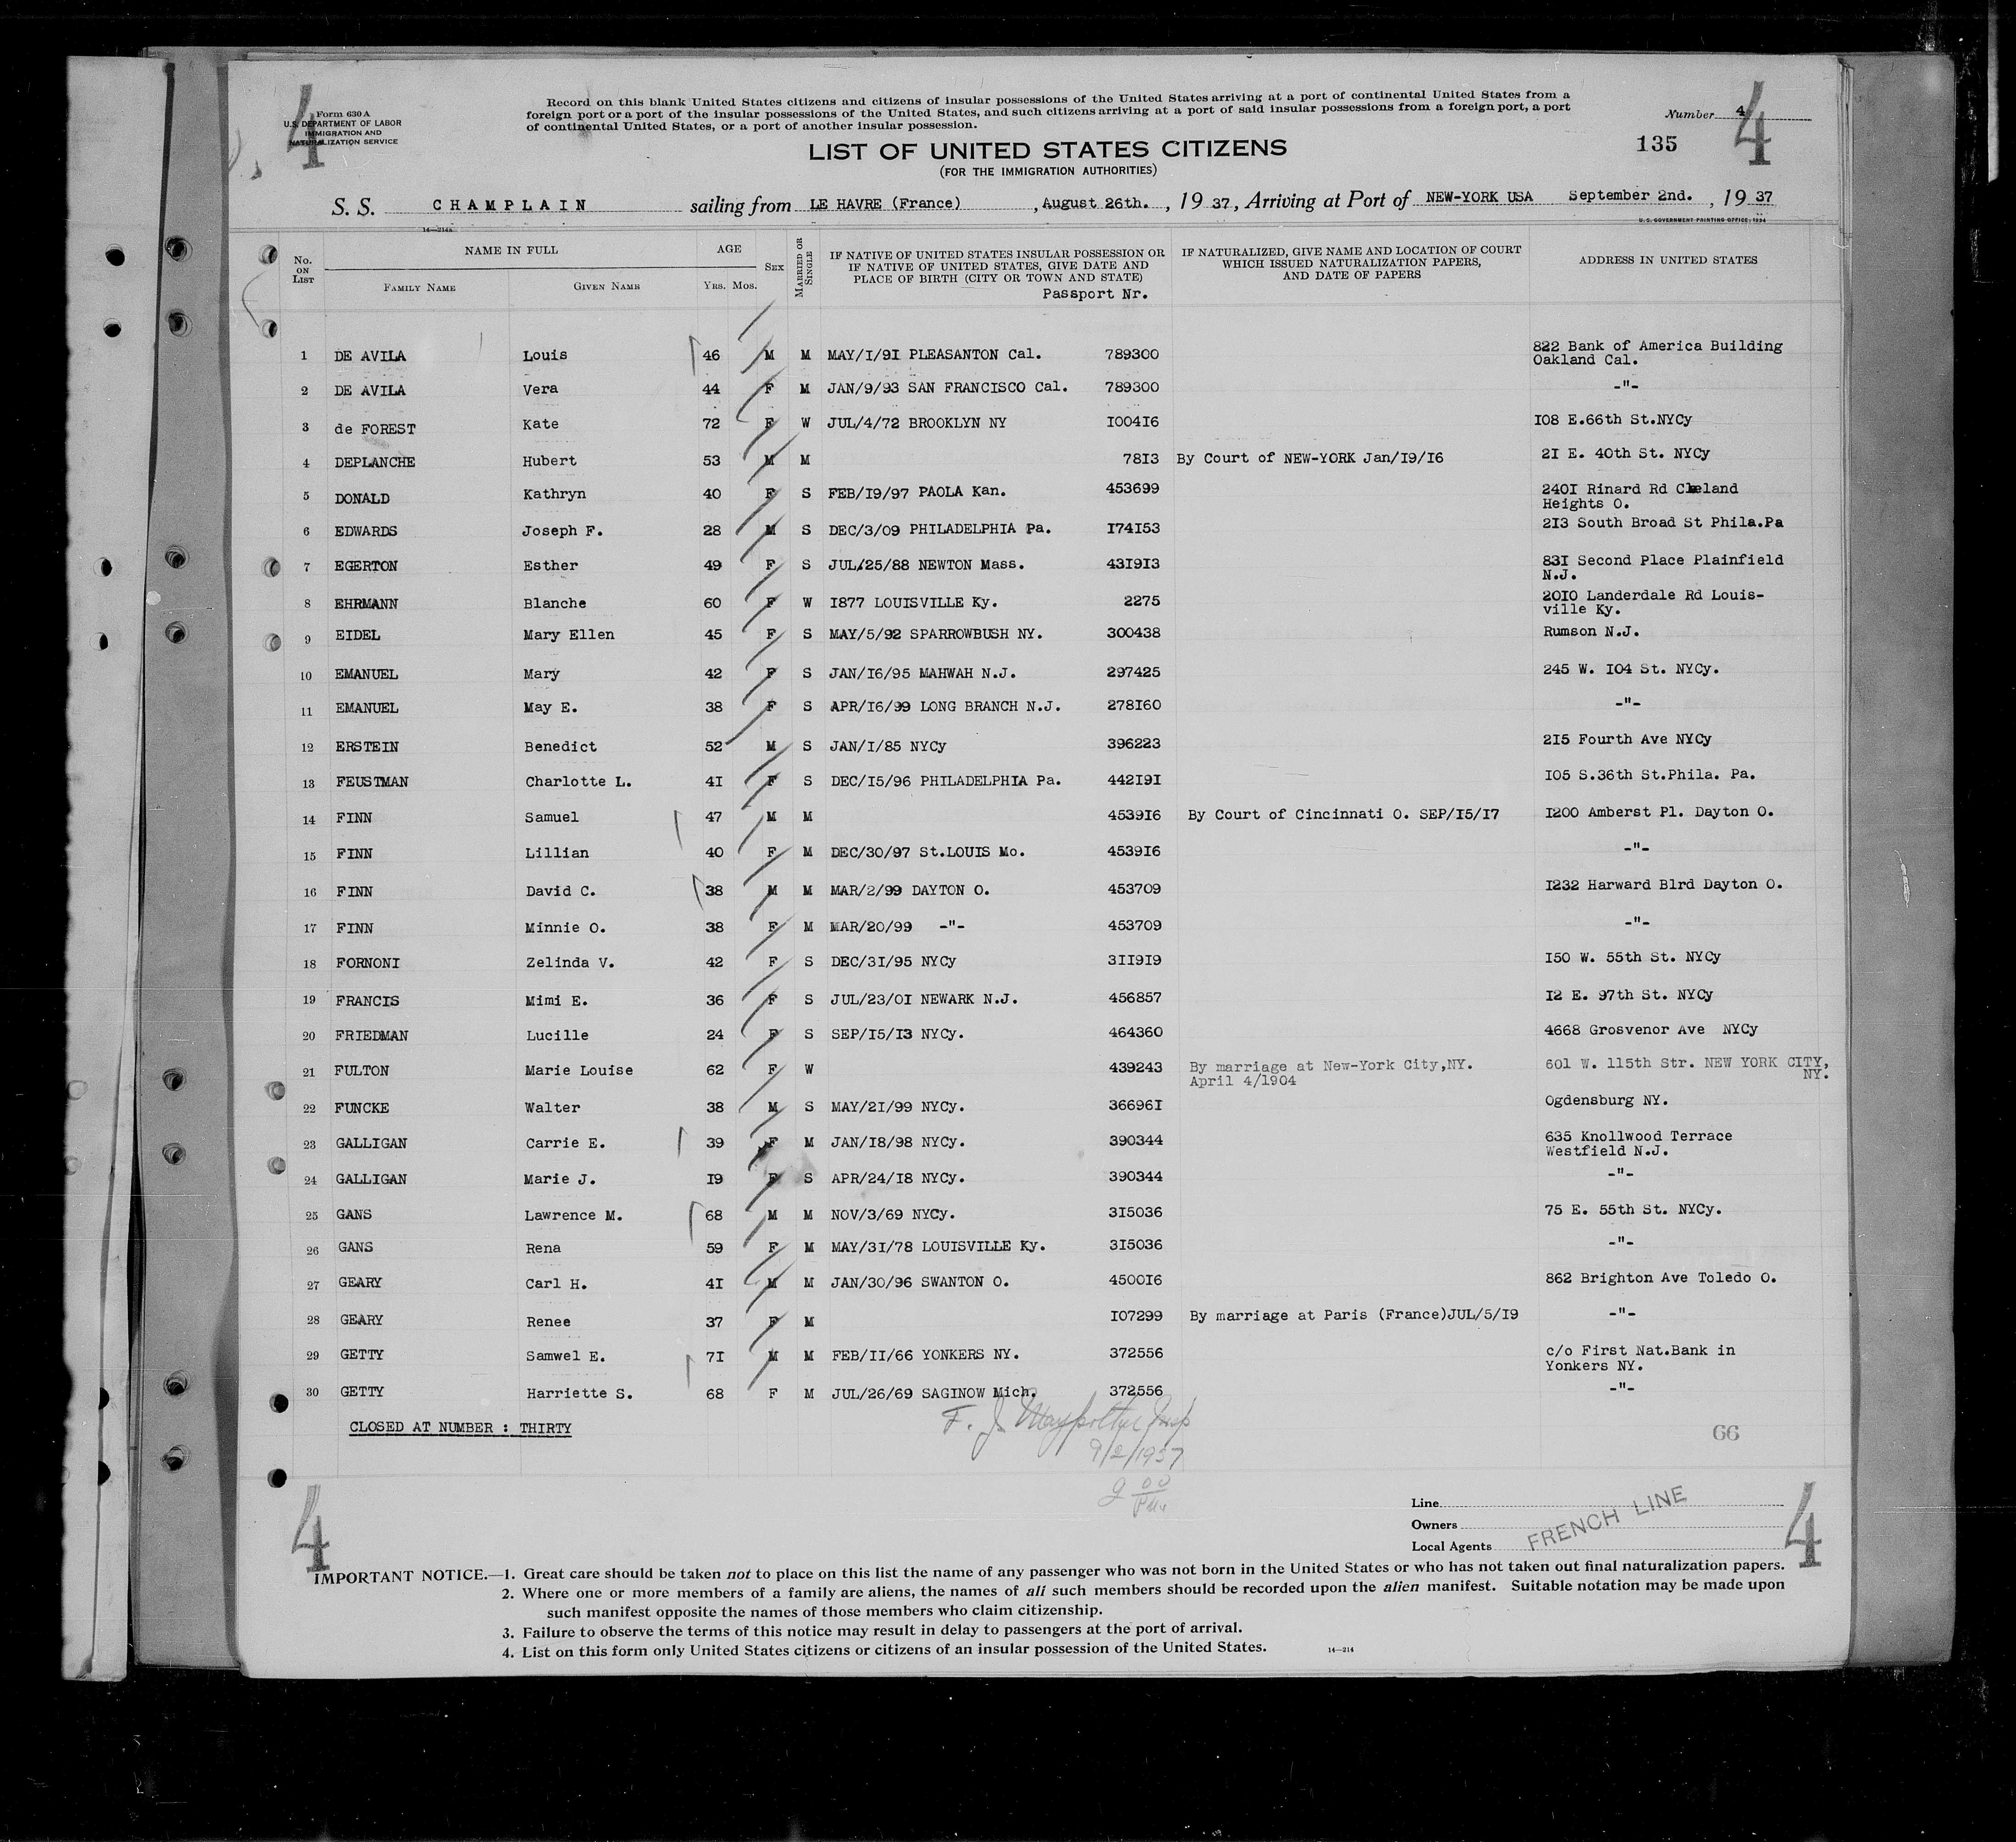 4
4
Form 630 A
U.S. DEPARTMENT OF LABOR
IMMIGRATION AND
NATURALIZATION SERVICE
Record on this blank United States citizens and citizens of insular possessions of the United States arriving at a port of continental United States from a
foreign port or a port of the insular possessions of the United States, and such citizens arriving at a port of said insular possessions from a foreign port, a port
of continental United States, or a port of another insular possession.
Number 4
135
LIST OF UNITED STATES CITIZENS
(FOR THE IMMIGRATION AUTHORITIES)
S. S. CHAMPLAIN sailing from LE HAVRE (France) , August 26th. , 19 37, Arriving at Port of NEW-YORK USA September 2nd. , 19 37
14—214A
U. S. GOVERNMENT PRINTING OFFICE: 1934
No. ON LIST
NAME IN FULL
FAMILY NAME GIVEN NAME
AGE
YRS. MOS.
SEX
MARRIED OR SINGLE
IF NATIVE OF UNITED STATES INSULAR POSSESSION OR
IF NATIVE OF UNITED STATES, GIVE DATE AND
PLACE OF BIRTH (CITY OR TOWN AND STATE)
Passport Nr.
IF NATURALIZED, GIVE NAME AND LOCATION OF COURT
WHICH ISSUED NATURALIZATION PAPERS,
AND DATE OF PAPERS
ADDRESS IN UNITED STATES
1 DE AVILA Louis 46 M M MAY/I/9I PLEASANTON Cal. 789300 822 Bank of America Building
Oakland Cal.
2 DE AVILA Vera 44 F M JAN/9/93 SAN FRANCISCO Cal. 789300 -"-
3 de FOREST Kate 72 F W JUL/4/72 BROOKLYN NY I004I6 I08 E.66th St.NYCy
4 DEPLANCHE Hubert 53 M M 78I3 By Court of NEW-YORK Jan/I9/I6 2I E. 40th St. NYCy
5 DONALD Kathryn 40 F S FEB/I9/97 PAOLA Kan. 453699 240I Rinard Rd Cleland
Heights O.
6 EDWARDS Joseph F. 28 M S DEC/3/09 PHILADELPHIA Pa. I74I53 2I3 South Broad St Phila.Pa
7 EGERTON Esther 49 F S JUL/25/88 NEWTON Mass. 43I9I3 83I Second Place Plainfield
N.J.
8 EHRMANN Blanche 60 F W I877 LOUISVILLE Ky. 2275 20I0 Landerdale Rd Louis-
ville Ky.
9 EIDEL Mary Ellen 45 F S MAY/5/92 SPARROWBUSH NY. 300438 Rumson N.J.
10 EMANUEL Mary 42 F S JAN/I6/95 MAHWAH N.J. 297425 245 W. I04 St. NYCy.
11 EMANUEL May E. 38 F S APR/I6/99 LONG BRANCH N.J. 278I60 -"-
12 ERSTEIN Benedict 52 M S JAN/I/85 NYCy 396223 2I5 Fourth Ave NYCy
13 FEUSTMAN Charlotte L. 4I F S DEC/I5/96 PHILADELPHIA Pa. 442I9I I05 S.36th St.Phila. Pa.
14 FINN Samuel 47 M M 4539I6 By Court of Cincinnati O. SEP/I5/I7 I200 Amberst Pl. Dayton O.
15 FINN Lillian 40 F M DEC/30/97 St.LOUIS Mo. 4539I6 -"-
16 FINN David C. 38 M M MAR/2/99 DAYTON O. 453709 I232 Harward Blrd Dayton O.
17 FINN Minnie O. 38 F M MAR/20/99 -"- 453709 -"-
18 FORNONI Zelinda V. 42 F S DEC/3I/95 NYCy 3II9I9 I50 W. 55th St. NYCy
19 FRANCIS Mimi E. 36 F S JUL/23/0I NEWARK N.J. 456857 I2 E. 97th St. NYCy
20 FRIEDMAN Lucille 24 F S SEP/I5/I3 NYCy. 464360 4668 Grosvenor Ave NYCy
21 FULTON Marie Louise 62 F W 439243 By marriage at New-York City,NY. 601 W. 115th Str. NEW YORK CITY,
April 4/1904 NY.
22 FUNCKE Walter 38 M S MAY/2I/99 NYCy. 36696I Ogdensburg NY.
23 GALLIGAN Carrie E. 39 F M JAN/I8/98 NYCy. 390344 635 Knollwood Terrace
Westfield N.J.
24 GALLIGAN Marie J. I9 F S APR/24/I8 NYCy. 390344 -"-
25 GANS Lawrence M. 68 M M NOV/3/69 NYCy. 3I5036 75 E. 55th St. NYCy.
26 GANS Rena 59 F M MAY/3I/78 LOUISVILLE Ky. 3I5036 -"-
27 GEARY Carl H. 4I M M JAN/30/96 SWANTON O. 4500I6 862 Brighton Ave Toledo O.
28 GEARY Renee 37 F M I07299 By marriage at Paris (France)JUL/5/I9 -"-
29 GETTY Samwel E. 7I M M FEB/II/66 YONKERS NY. 372556 c/o First Nat.Bank in
Yonkers NY.
30 GETTY Harriette S. 68 F M JUL/26/69 SAGINOW Mich. 372556 -"-
CLOSED AT NUMBER : THIRTY
F. J.
9/2/1937
2 00
PM
66
4
4
Line
Owners
Local Agents
FRENCH LINE
IMPORTANT NOTICE.—1. Great care should be taken not to place on this list the name of any passenger who was not born in the United States or who has not taken out final naturalization papers.
2. Where one or more members of a family are aliens, the names of all such members should be recorded upon the alien manifest. Suitable notation may be made upon
such manifest opposite the names of those members who claim citizenship.
3. Failure to observe the terms of this notice may result in delay to passengers at the port of arrival.
4. List on this form only United States citizens or citizens of an insular possession of the United States.
14—214